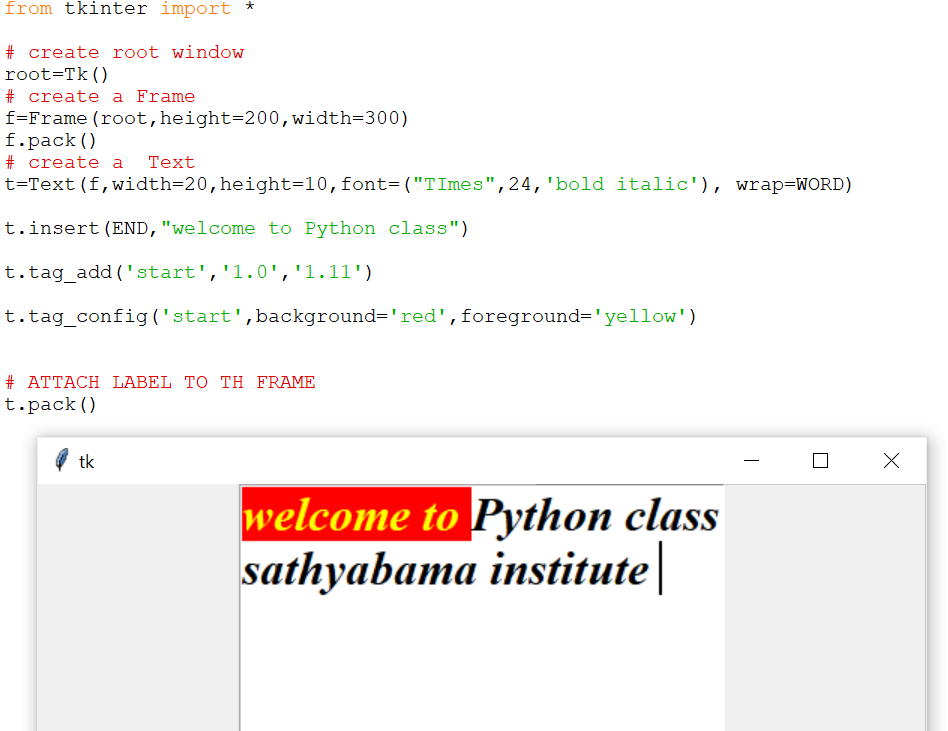 from tkinter import *
# create root window
root=Tk()
# create a Frame
f=Frame(root,height=200,width=300)
f.pack()
# create a  Text
t=Text(f,width=20,height=10,font=("TImes",24,'bold italic'), wrap=WORD)
t.insert(END,"welcome to Python class")
t.tag_add('start','1.0','1.11')
t.tag_config('start',background='red',foreground='yellow')
# ATTACH LABEL TO TH FRAME
t.pack()
tk
welcome to Python class
sathyabama institute